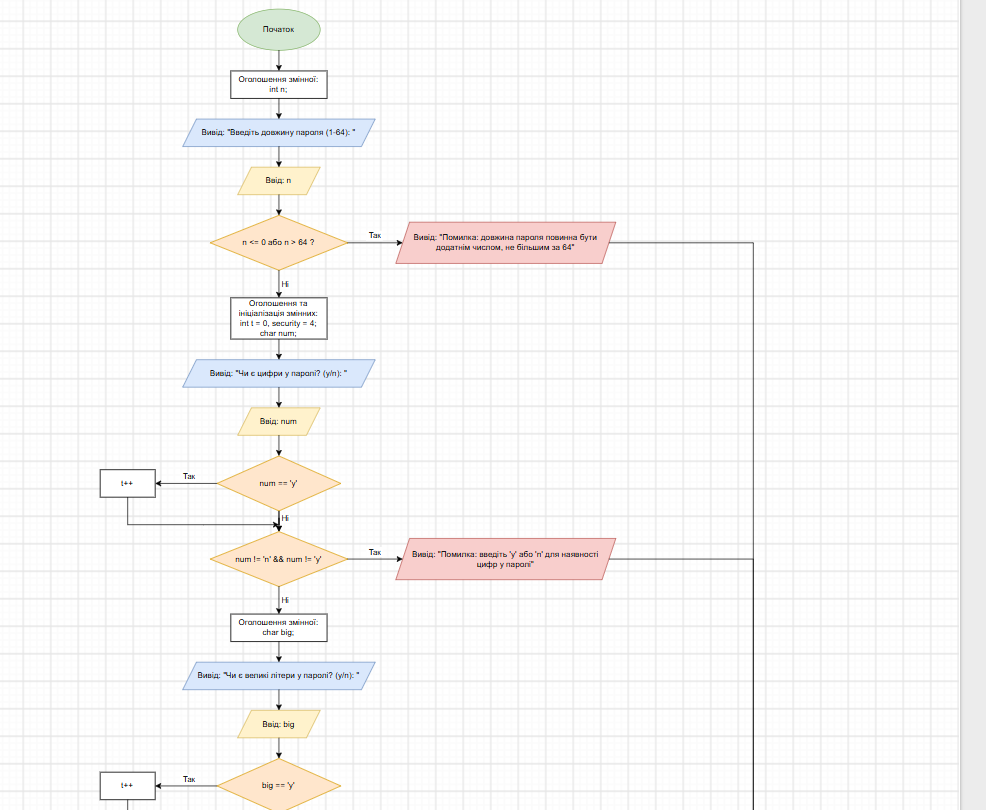 Початок
Оголошення змінної:
int n;
Вивід: "Введіть довжину пароля (1-64): "
Ввід: n
n <= 0 або n > 64 ?
Так
Вивід: "Помилка: довжина пароля повинна бути
додатнім числом, не більшим за 64"
Ні
Оголошення та
ініціалізація змінних:
int t = 0, security = 4;
char num;
Вивід: "Чи є цифри у паролі? (y/n): "
Ввід: num
num == 'y'
Так
t++
Ні
num != 'n' && num != 'y'
Так
Вивід: "Помилка: введіть 'y' або 'n' для наявності
цифр у паролі"
Ні
Оголошення змінної:
char big;
Вивід: "Чи є великі літери у паролі? (y/n): "
Ввід: big
big == 'y'
Так
t++